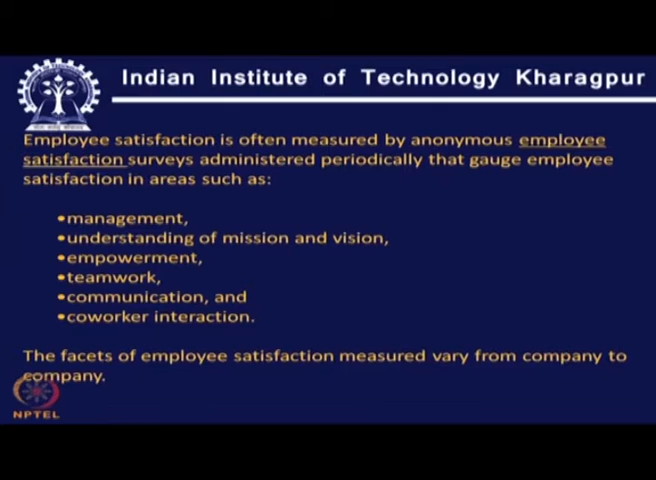 Indian Institute of Technology Kharagpur
Employee satisfaction is often measured by anonymous employee
satisfaction surveys administered periodically that gauge employee
satisfaction in areas such as:
•management,
•understanding of mission and vision,
•empowerment,
•teamwork,
•communication, and
•coworker interaction.
The facets of employee satisfaction measured vary from company to
company.
NPTEL